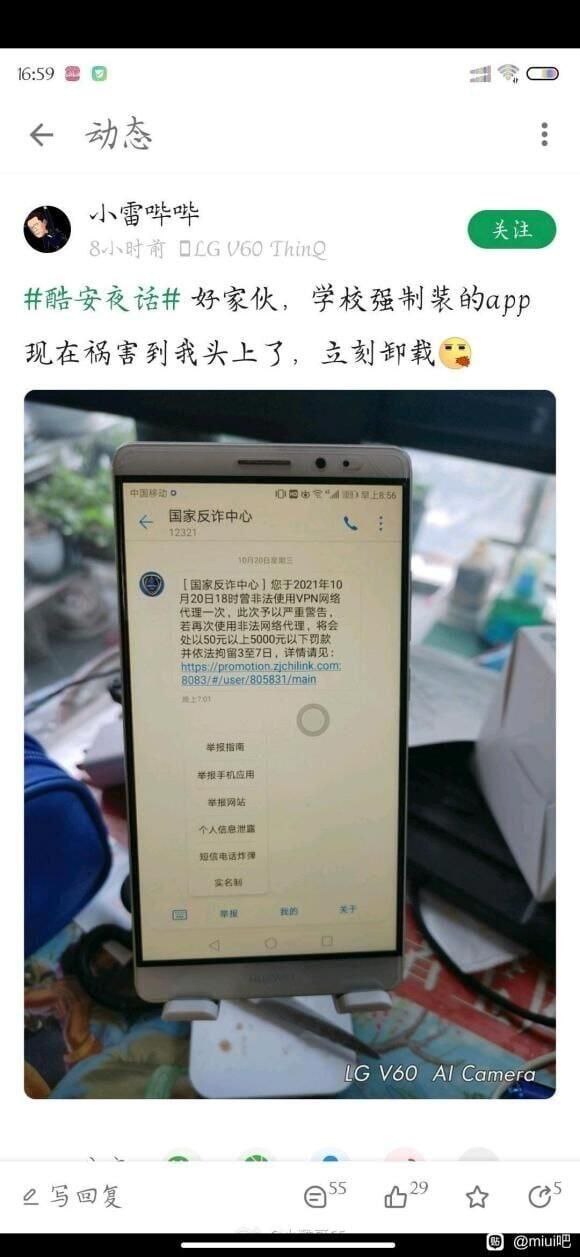 16:59
动态
小雷哔哔
8小时前 LG V60 ThinQ
关注
#酷安夜话# 好家伙，学校强制装的app
现在祸害到我头上了，立刻卸载
中国移动
早上8:56
国家反诈中心
12321
10月20日星期三
[国家反诈中心]您于2021年10
月20日18时曾非法使用VPN网络
代理一次，此次予以严重警告，
若再次使用非法网络代理，将会
处以50元以上5000元以下罚款
并依法拘留3至7日，详情请见：
https://promotion.zjchilink.com:
8083/#/user/805831/main
晚上7:01
举报指南
举报手机应用
举报网站
个人信息泄露
短信电话炸弹
实名制
举报 我的 关于
HUAWEI
LG V60 AI Camera
写回复
55
29
5
@miui吧